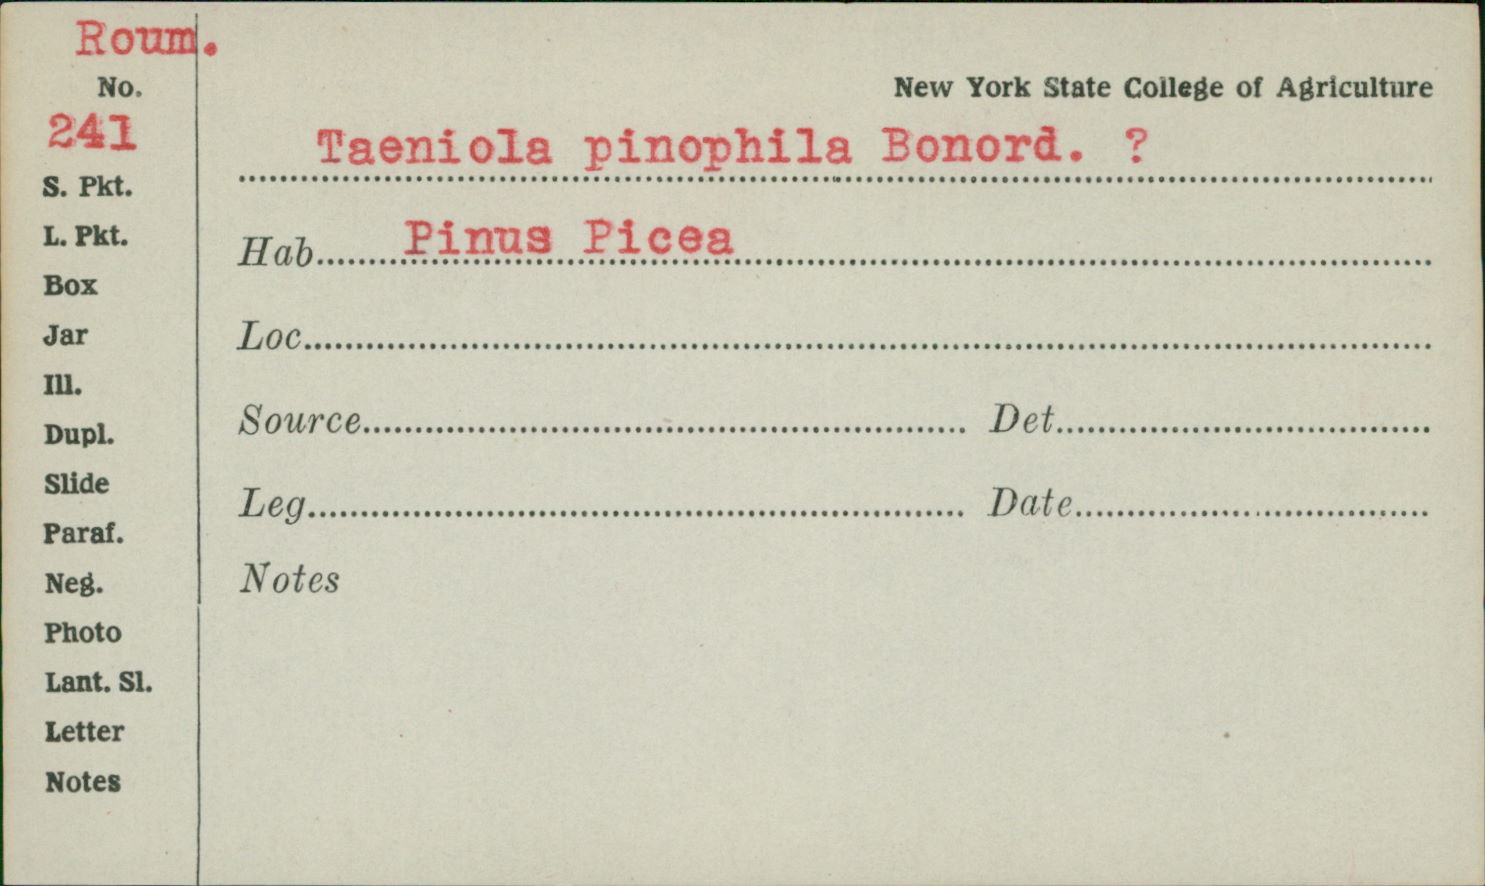 Roum.
No.
241
New York State College of Agriculture
Taeniola pinophila Bonord. ?
S. Pkt.
L. Pkt.
Hab. Pinus Picea
Box
Jar
Loc.
Ill.
Dupl.
Source Det.
Slide
Leg. Date
Paraf.
Neg.
Notes
Photo
Lant. Sl.
Letter
Notes